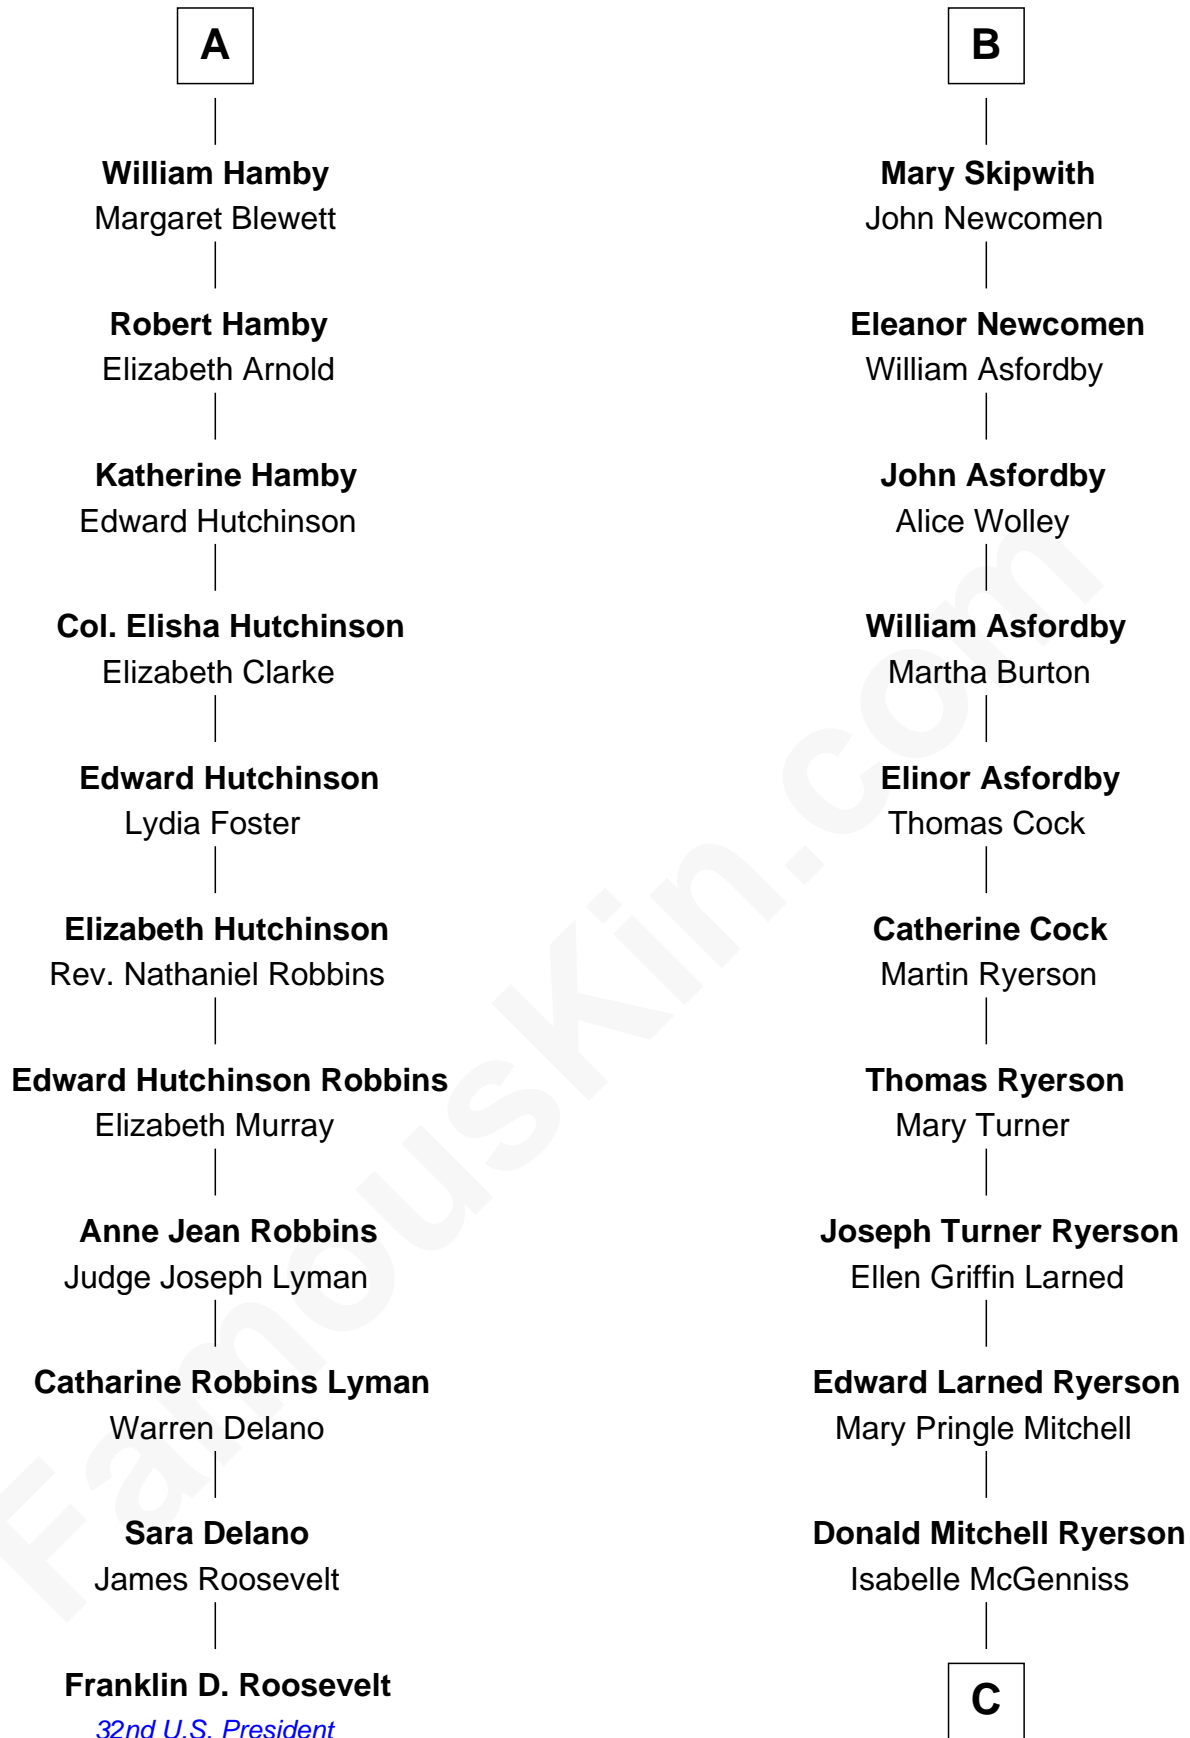 A
William Hamby
Margaret Blewett
Robert Hamby
Elizabeth Arnold
Katherine Hamby
Edward Hutchinson
Col. Elisha Hutchinson
Elizabeth Clarke
Edward Hutchinson
Lydia Foster
Elizabeth Hutchinson
Rev. Nathaniel Robbins
Edward Hutchinson Robbins
Elizabeth Murray
Anne Jean Robbins
Judge Joseph Lyman
Catharine Robbins Lyman
Warren Delano
Sara Delano
James Roosevelt
Franklin D. Roosevelt
32nd U.S. President
B
Mary Skipwith
John Newcomen
Eleanor Newcomen
William Asfordby
John Asfordby
Alice Wolley
William Asfordby
Martha Burton
Elinor Asfordby
Thomas Cock
Catherine Cock
Martin Ryerson
Thomas Ryerson
Mary Turner
Joseph Turner Ryerson
Ellen Griffin Larned
Edward Larned Ryerson
Mary Pringle Mitchell
Donald Mitchell Ryerson
Isabelle McGenniss
C
FamousKin.com